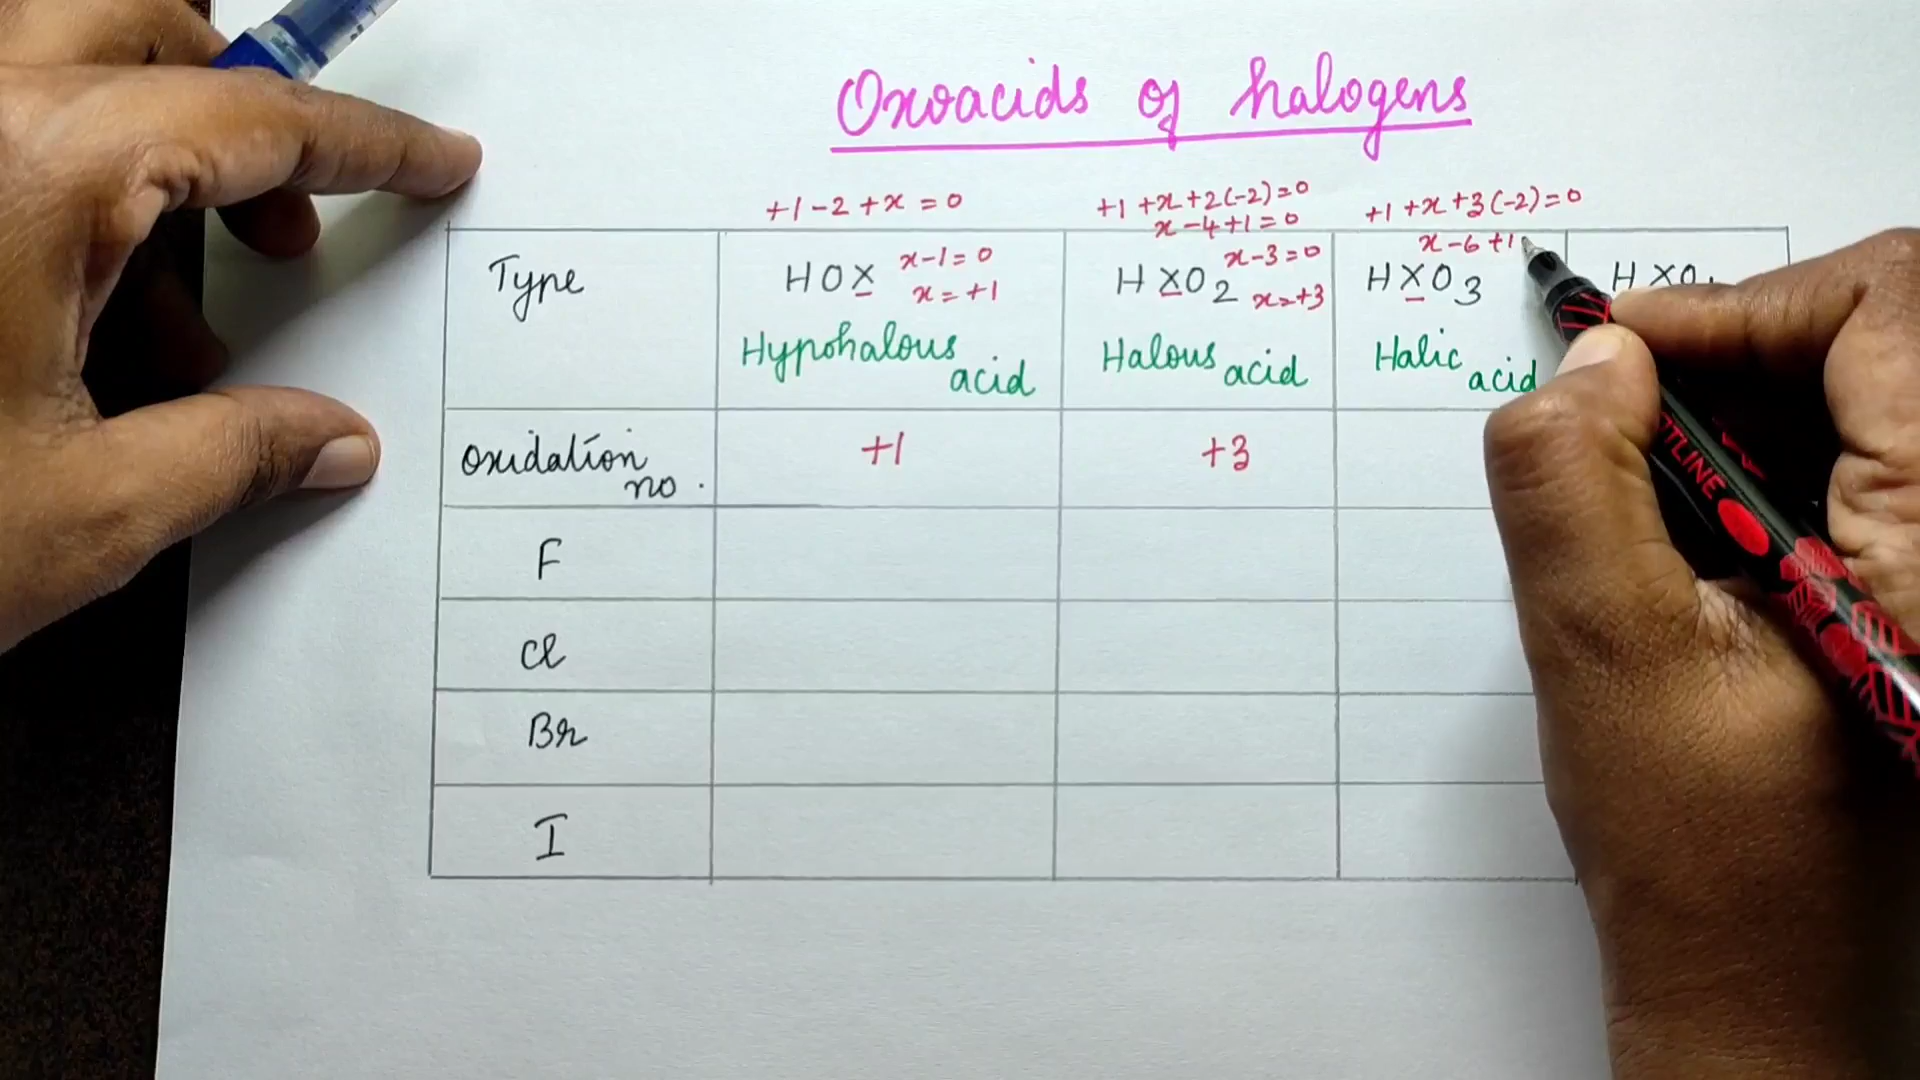 Oxoacids of halogens
+1 -2 +x = 0
+1 +x +2(-2)=0
x -4+1=0
+1 +x +3(-2)=0
x -6 +1
Type
HOX
x-1=0
x=+1
Hypohalous acid
HXO2
x-3=0
x=+3
Halous acid
HXO3
Halic acid
HXO
Oxidation no.
+1
+3
F
Cl
Br
I
TTLINE